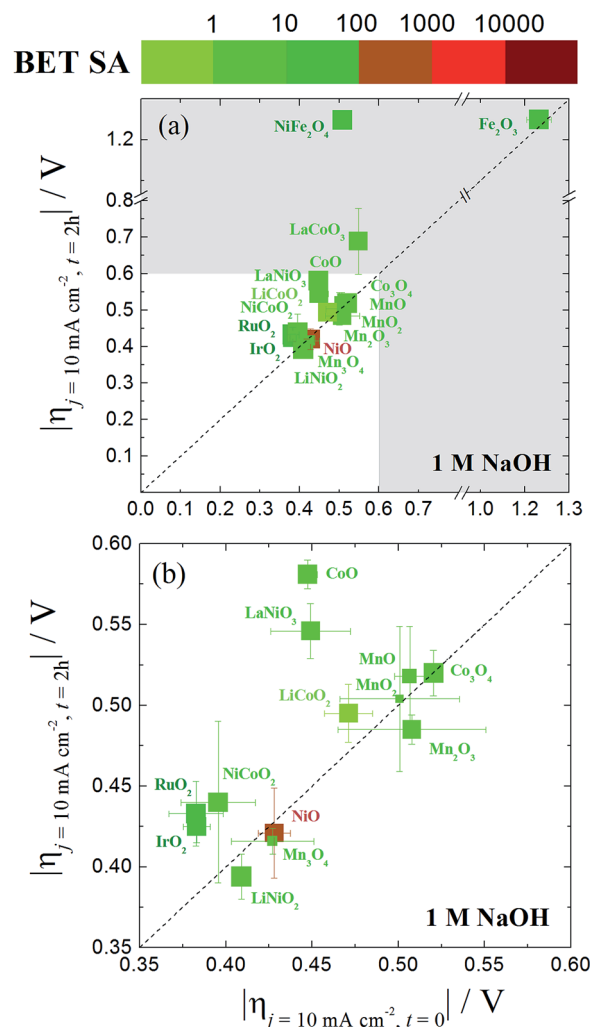 1 10 100 1000 10000
BET SA
(a)
NiFe₂O₄ Fe₂O₃
1.2
|η j = 10 mA cm⁻², t = 2h| / V
0.8
LaCoO₃
0.7
CoO
0.6
LaNiO₃
Co₃O₄
LiCoO₂
MnO
0.5
NiCoO₂
MnO₂
RuO₂
Mn₂O₃
0.4
IrO₂
NiO
Mn₃O₄
LiNiO₂
0.3
0.2
0.1
1 M NaOH
0.0 0.1 0.2 0.3 0.4 0.5 0.6 0.7 1.0 1.2 1.3
0.60
(b)
CoO
|η j = 10 mA cm⁻², t = 2h| / V
0.55
LaNiO₃
MnO
Co₃O₄
MnO₂
LiCoO₂
0.50
Mn₂O₃
0.45
RuO₂
NiCoO₂
NiO
IrO₂
Mn₃O₄
0.40
LiNiO₂
1 M NaOH
0.35
0.35 0.40 0.45 0.50 0.55 0.60
|η j = 10 mA cm⁻², t = 0| / V